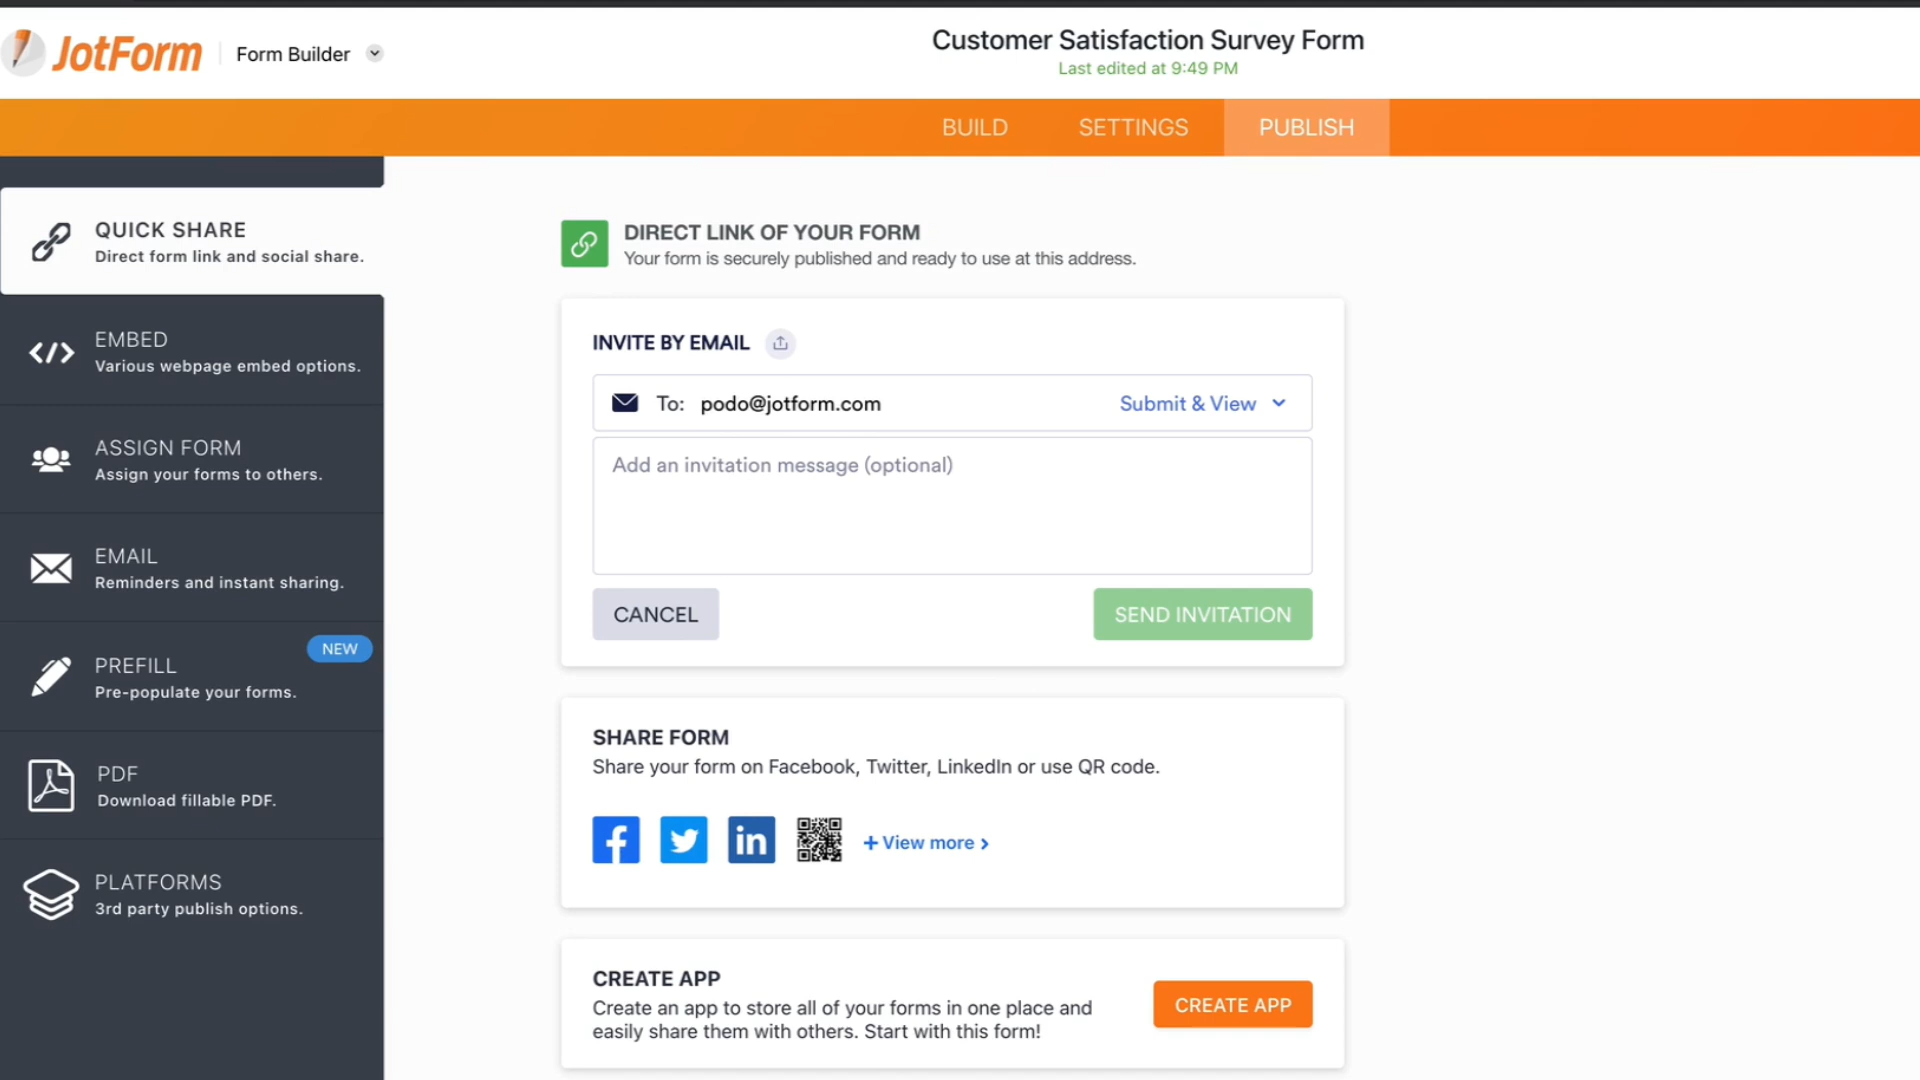 JotForm
Form Builder
Customer Satisfaction Survey Form
Last edited at 9:49 PM
BUILD
SETTINGS
PUBLISH
QUICK SHARE
Direct form link and social share.
EMBED
Various webpage embed options.
ASSIGN FORM
Assign your forms to others.
EMAIL
Reminders and instant sharing.
NEW
PREFILL
Pre-populate your forms.
PDF
Download fillable PDF.
PLATFORMS
3rd party publish options.
DIRECT LINK OF YOUR FORM
Your form is securely published and ready to use at this address.
INVITE BY EMAIL
To: podo@jotform.com
Submit & View
Add an invitation message (optional)
CANCEL
SEND INVITATION
SHARE FORM
Share your form on Facebook, Twitter, LinkedIn or use QR code.
+ View more
CREATE APP
Create an app to store all of your forms in one place and
easily share them with others. Start with this form!
CREATE APP